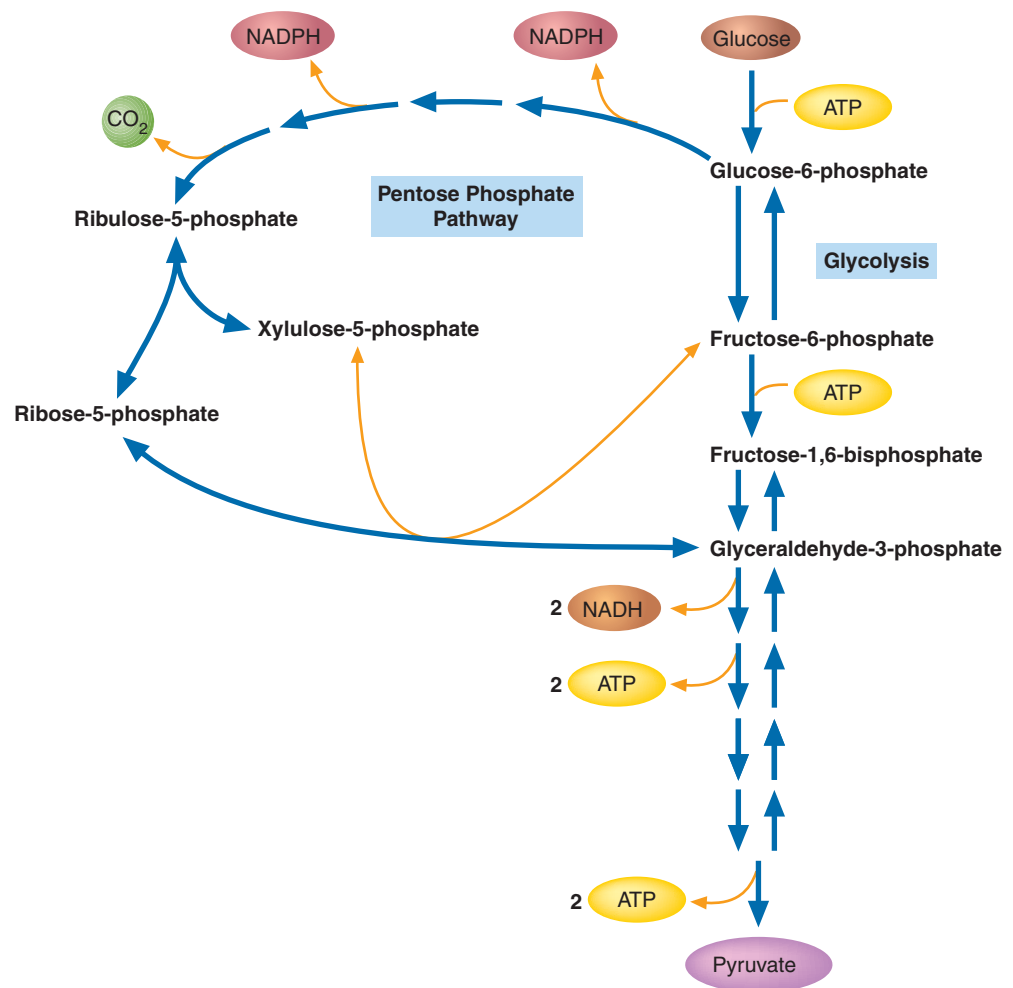 NADPH
NADPH
Glucose
CO2
ATP
Glucose-6-phosphate
Pentose Phosphate
Pathway
Ribulose-5-phosphate
Glycolysis
Xylulose-5-phosphate
Fructose-6-phosphate
ATP
Ribose-5-phosphate
Fructose-1,6-bisphosphate
Glyceraldehyde-3-phosphate
2 NADH
2 ATP
2 ATP
Pyruvate